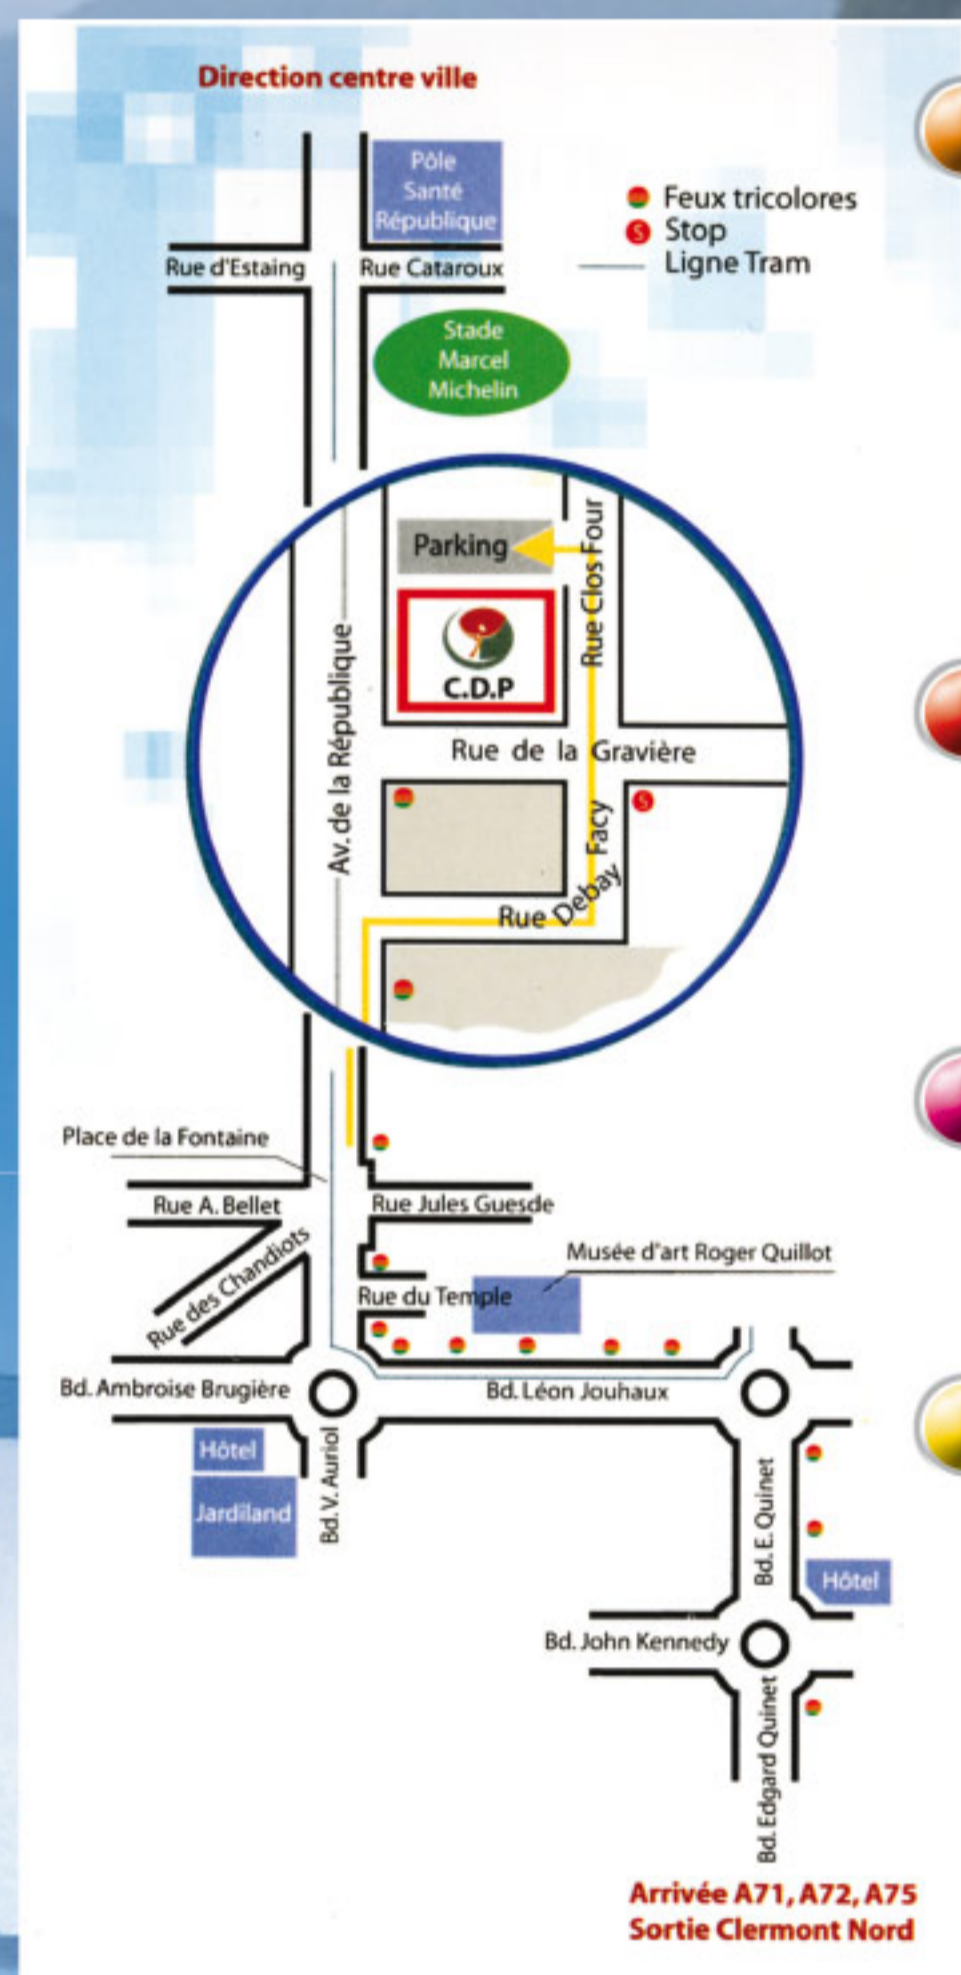 Direction centre ville
Pôle
Santé
République
Feux tricolores
S Stop
Ligne Tram
Rue d'Estaing
Rue Cataroux
Stade
Marcel
Michelin
Parking
Rue Clos Four
C.D.P
Av. de la République
Rue de la Gravière
S
Rue Debay Facy
Place de la Fontaine
Rue A. Bellet
Rue Jules Guesde
Rue des Chandiots
Musée d'art Roger Quillot
Rue du Temple
Bd. Ambroise Brugière
Bd. Léon Jouhaux
Hôtel
Jardiland
Bd. V. Auriol
Bd. E. Quinet
Hôtel
Bd. John Kennedy
Bd. Edgard Quinet
Arrivée A71, A72, A75
Sortie Clermont Nord